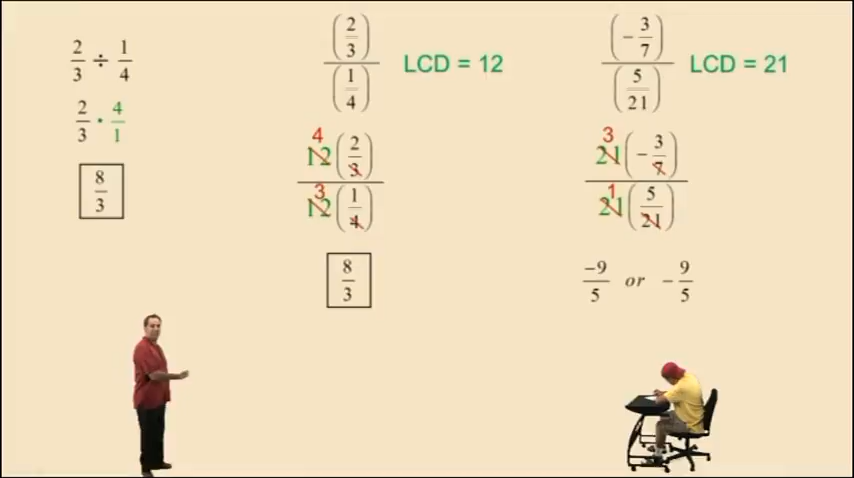 2/3 ÷ 1/4
2/3 · 4/1
8/3
(2/3)/(1/4) LCD = 12
4 3
12(2/3)/12(1/4)
8/3
(-3/7)/(5/21) LCD = 21
3 1
21(-3/7)/21(5/21)
-9/5 or -9/5